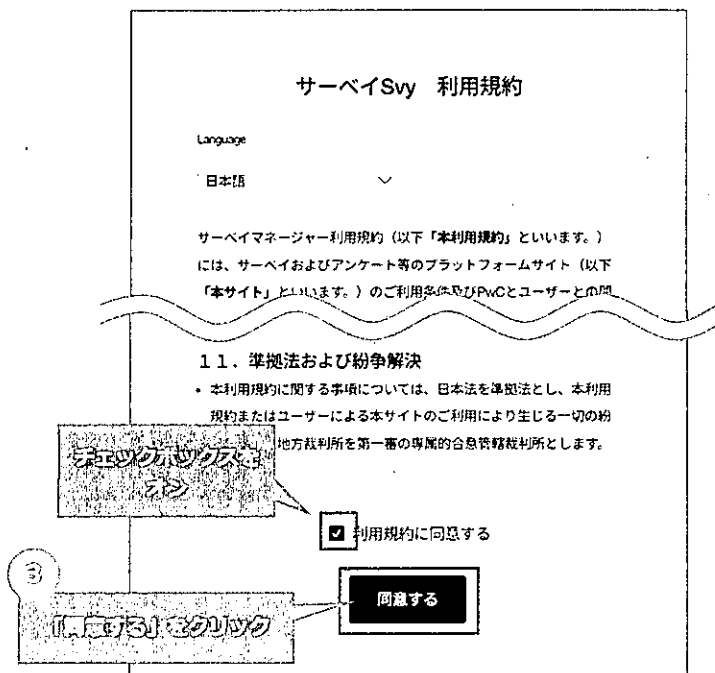 サーベイSvy 利用規約
Language
日本語
サーベイマネージャー利用規約（以下「本利用規約」といいます。）
には、サーベイおよびアンケート等のプラットフォームサイト（以下
「本サイト」といいます。）のご利用条件及びPwCとユーザーとの間
11．準拠法および紛争解決
• 本利用規約に関する事項については、日本法を準拠法とし、本利用
規約またはユーザーによる本サイトのご利用により生じる一切の紛
地方裁判所を第一審の専属的合意管轄裁判所とします。
チェックボックスを
オン
利用規約に同意する
3
同意する
「同意する」をクリック